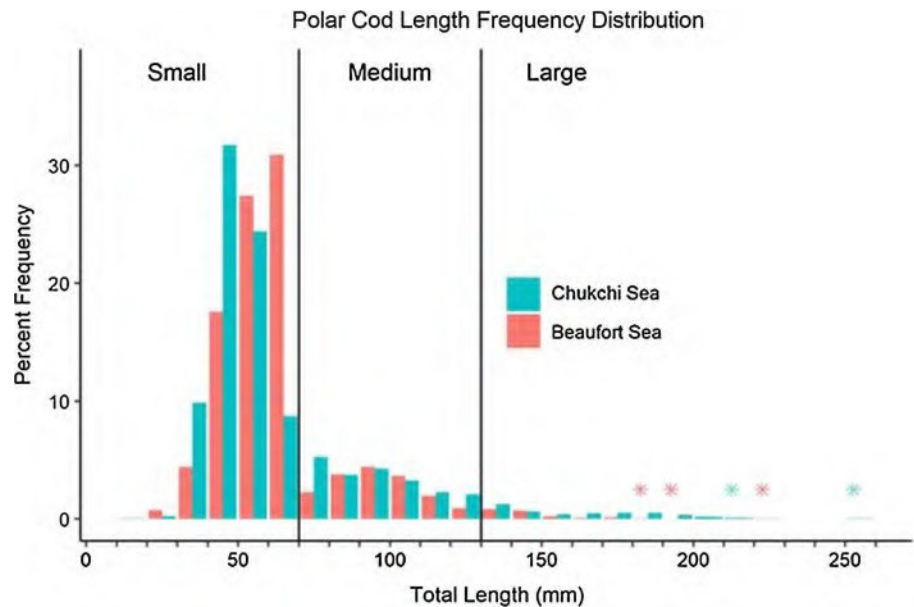 Polar Cod Length Frequency Distribution
Small Medium Large
30
20
10
0
Percent Frequency
Chukchi Sea
Beaufort Sea
* * * * *
0 50 100 150 200 250
Total Length (mm)